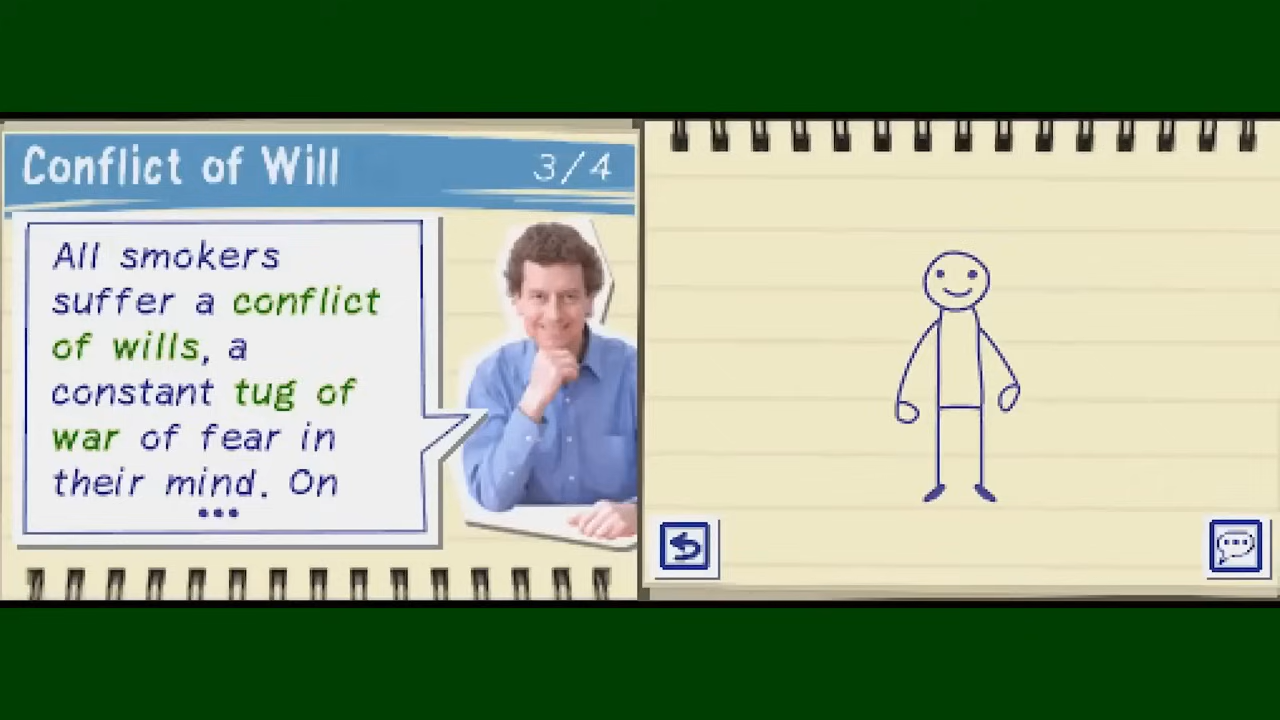 Conflict of Will
3/4
All smokers
suffer a conflict
of wills, a
constant tug of
war of fear in
their mind. On
...